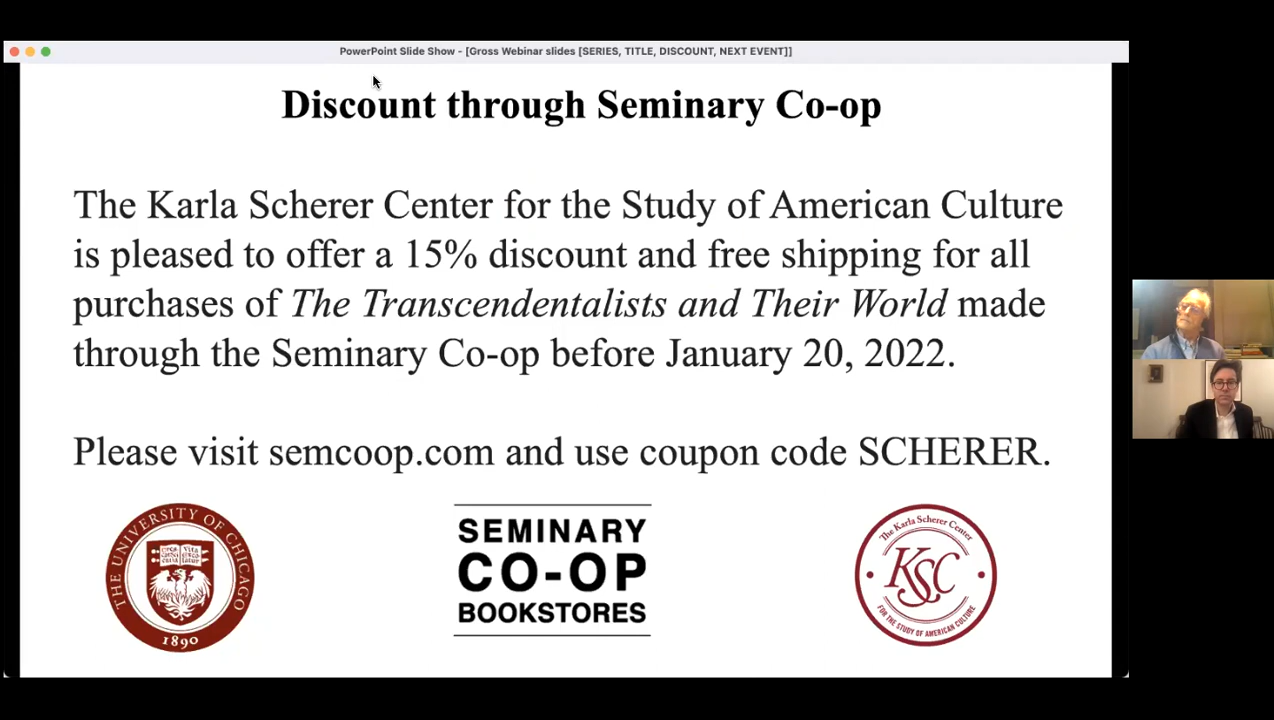 PowerPoint Slide Show - [Gross Webinar slides [SERIES, TITLE, DISCOUNT, NEXT EVENT]]
Discount through Seminary Co-op
The Karla Scherer Center for the Study of American Culture
is pleased to offer a 15% discount and free shipping for all
purchases of The Transcendentalists and Their World made
through the Seminary Co-op before January 20, 2022.
Please visit semcoop.com and use coupon code SCHERER.
THE UNIVERSITY OF CHICAGO
1890
SEMINARY
CO-OP
BOOKSTORES
The Karla Scherer Center
KSC
FOR THE STUDY OF AMERICAN CULTURE